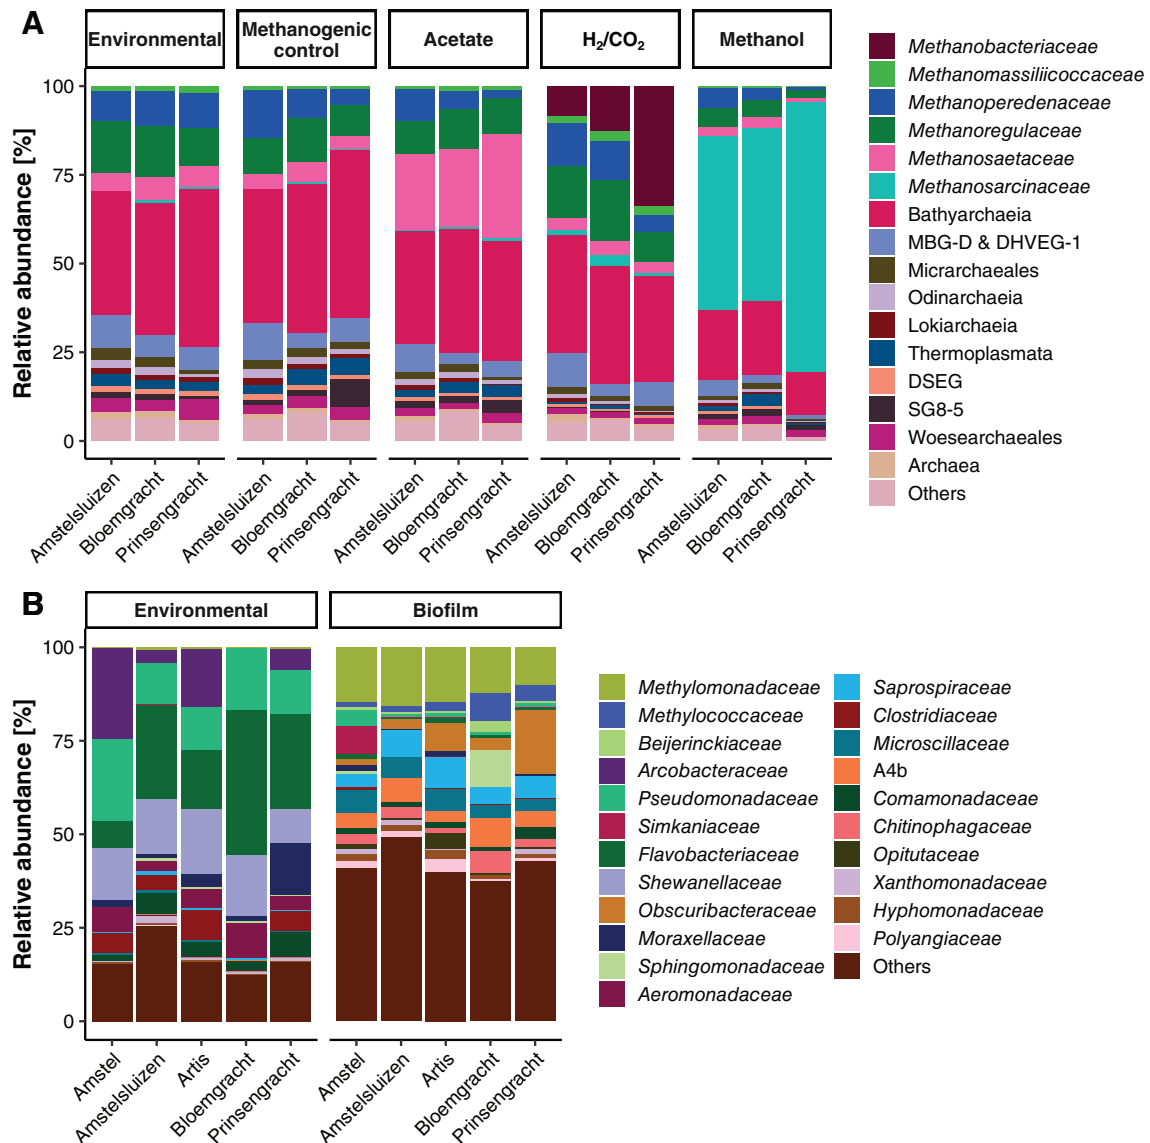 A
Environmental
Methanogenic
control
Acetate
H₂/CO₂
Methanol
Relative abundance [%]
100
75
50
25
0
Amstelsluizen
Bloemgracht
Prinsengracht
Amstelsluizen
Bloemgracht
Prinsengracht
Amstelsluizen
Bloemgracht
Prinsengracht
Amstelsluizen
Bloemgracht
Prinsengracht
Amstelsluizen
Bloemgracht
Prinsengracht
Methanobacteriaceae
Methanomassiliicoccaceae
Methanoperedenaceae
Methanoregulaceae
Methanosaetaceae
Methanosarcinaceae
Bathyarchaeia
MBG-D & DHVEG-1
Micrarchaeales
Odinarchaeia
Lokiarchaeia
Thermoplasmata
DSEG
SG8-5
Woesearchaeales
Archaea
Others
B
Environmental
Biofilm
Relative abundance [%]
100
75
50
25
0
Amstel
Amstelsluizen
Artis
Bloemgracht
Prinsengracht
Amstel
Amstelsluizen
Artis
Bloemgracht
Prinsengracht
Methylomonadaceae
Methylococcaceae
Beijerinckiaceae
Arcobacteraceae
Pseudomonadaceae
Simkaniaceae
Flavobacteriaceae
Shewanellaceae
Obscuribacteraceae
Moraxellaceae
Sphingomonadaceae
Aeromonadaceae
Saprospiraceae
Clostridiaceae
Microscillaceae
A4b
Comamonadaceae
Chitinophagaceae
Opitutaceae
Xanthomonadaceae
Hyphomonadaceae
Polyangiaceae
Others